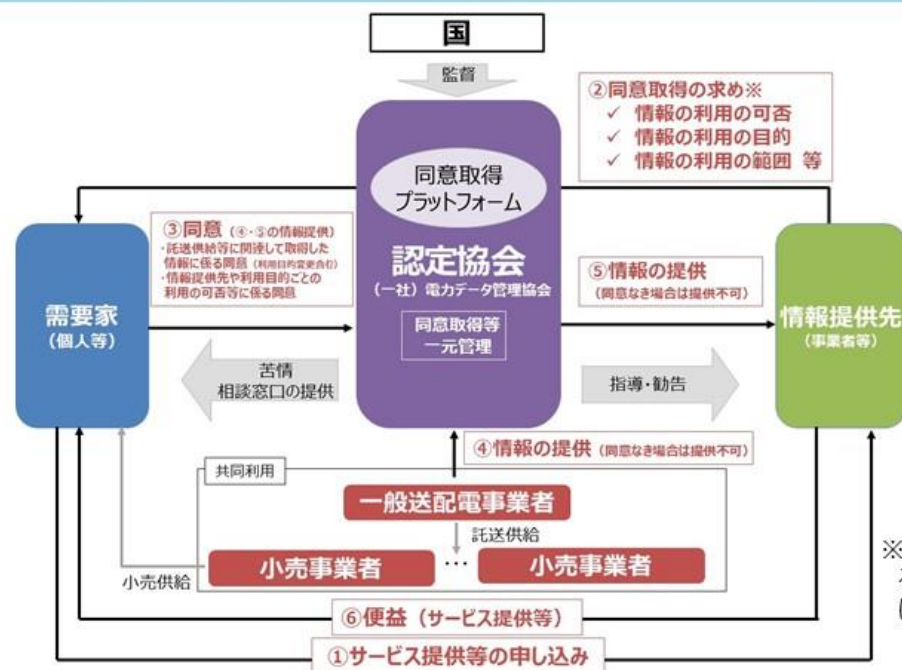 国
監督
②同意取得の求め※
✓ 情報の利用の可否
✓ 情報の利用の目的
✓ 情報の利用の範囲 等
同意取得
プラットフォーム
③同意（④・⑤の情報提供）
・託送供給等に関連して取得した
情報に係る同意（利用目的変更含む）
・情報提供先や利用目的ごとの
利用の可否等に係る同意
認定協会
（一社）電力データ管理協会
同意取得等
一元管理
⑤情報の提供
（同意なき場合は提供不可）
需要家
（個人等）
情報提供先
（事業者等）
苦情
相談窓口の提供
指導・勧告
④情報の提供（同意なき場合は提供不可）
共同利用
一般送配電事業者
託送供給
小売事業者
…
小売事業者
小売供給
※
⑥便益（サービス提供等）
①サービス提供等の申し込み